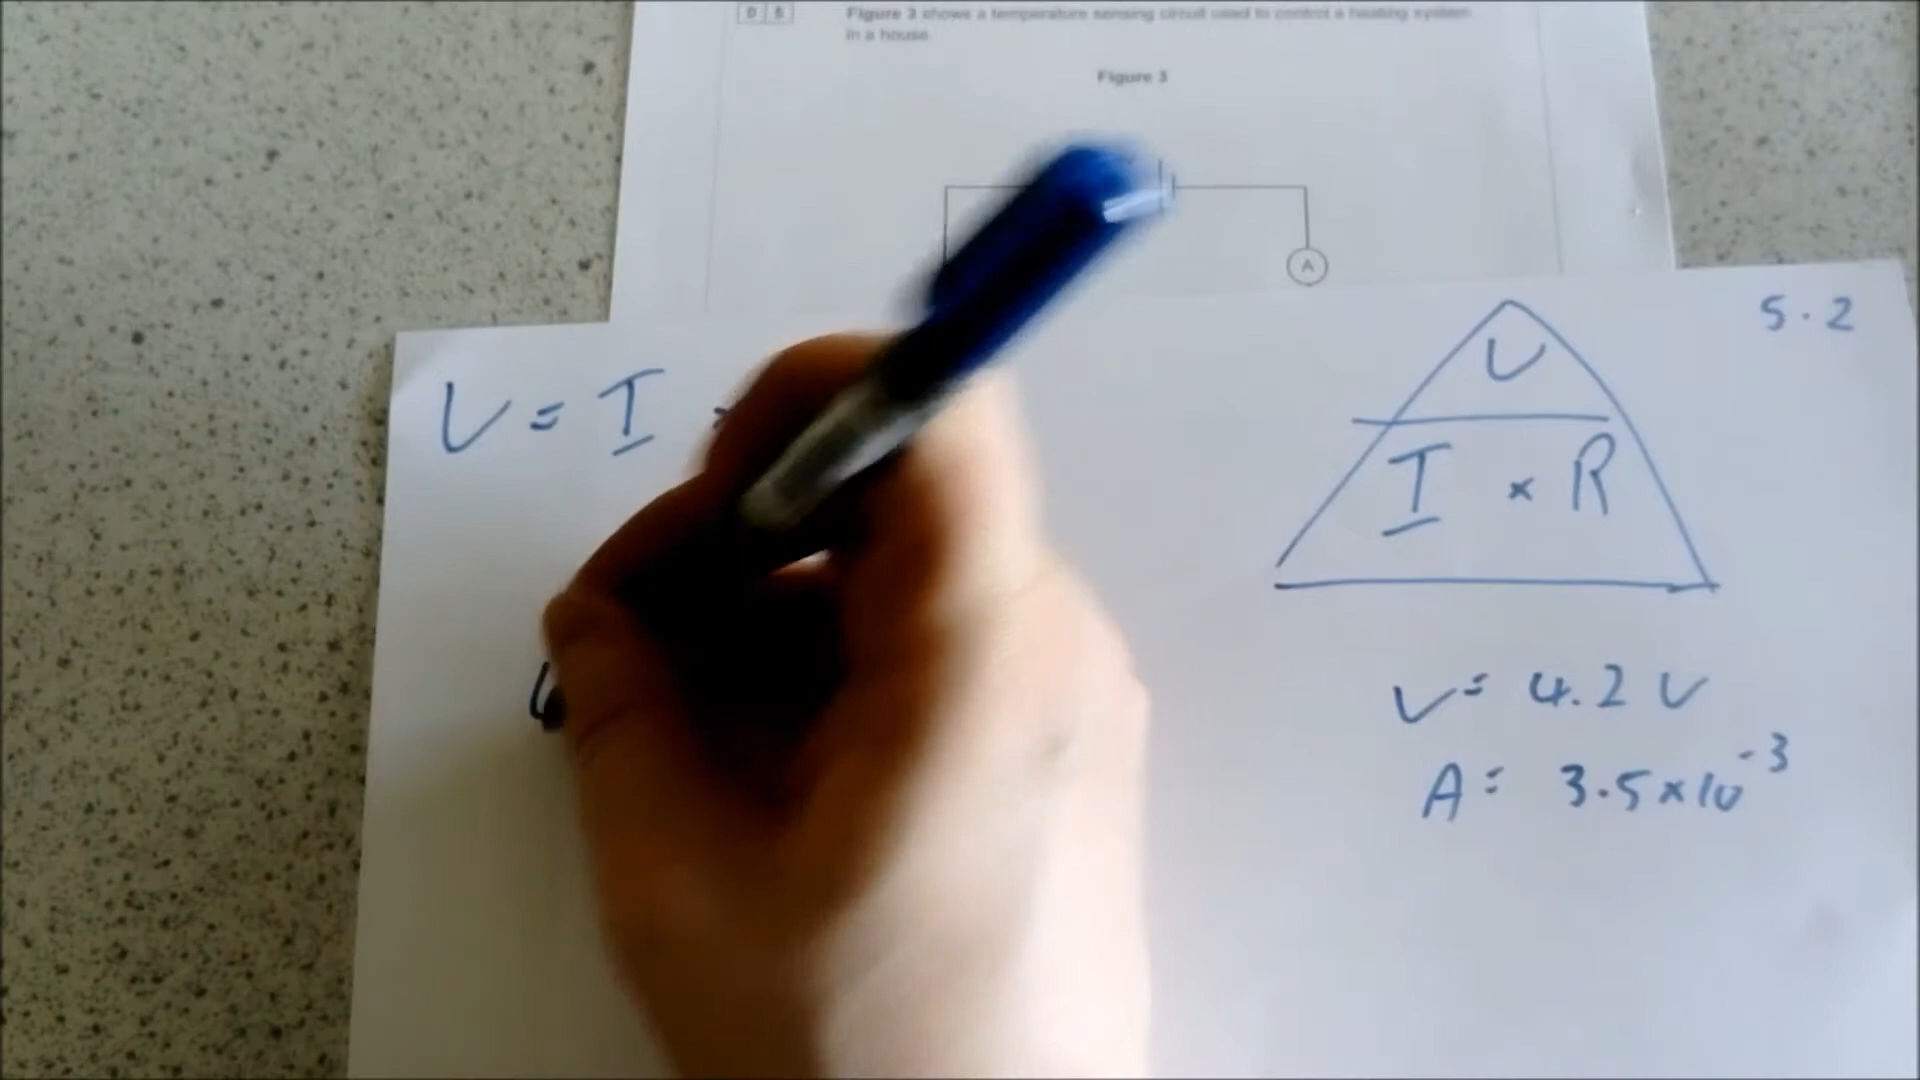 0 5 Figure 3 shows a temperature sensing circuit used to control a heating system
in a house.
Figure 3
A
5.2
V = I
V
I × R
V = 4.2 V
A = 3.5×10⁻³